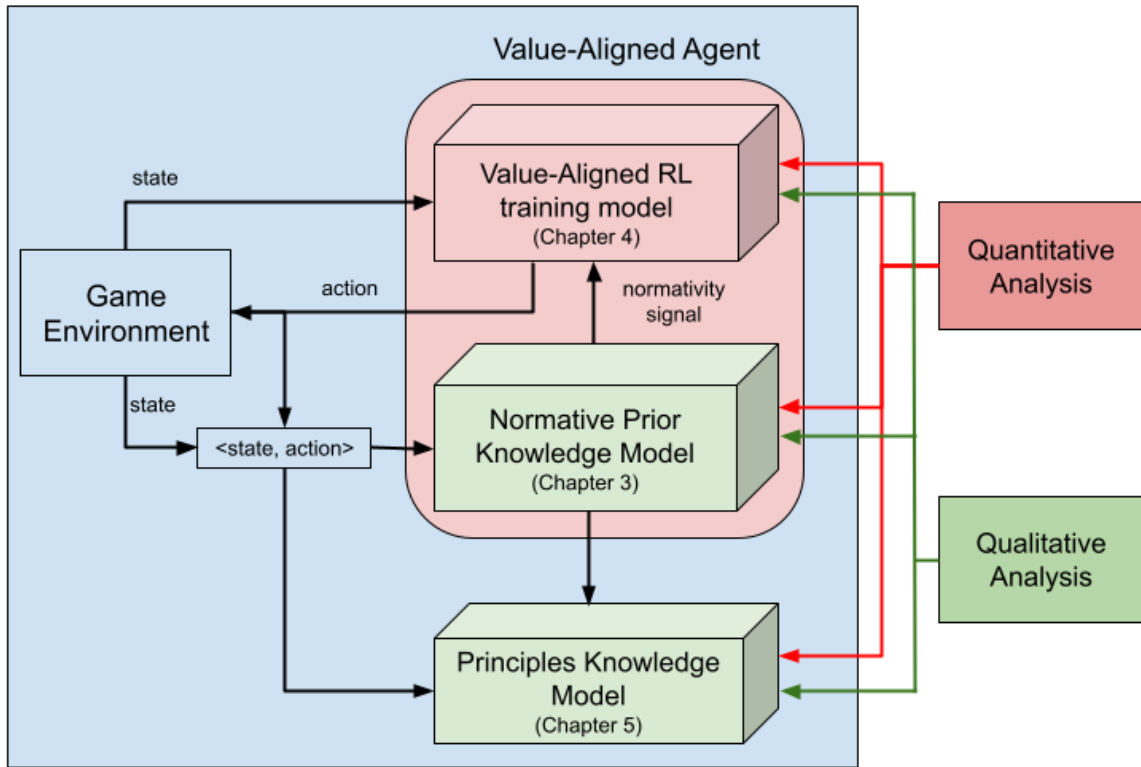 Value-Aligned Agent
Value-Aligned RL
training model
(Chapter 4)
state
Game
Environment
action
normativity
signal
state
<state, action>
Normative Prior
Knowledge Model
(Chapter 3)
Principles Knowledge
Model
(Chapter 5)
Quantitative
Analysis
Qualitative
Analysis